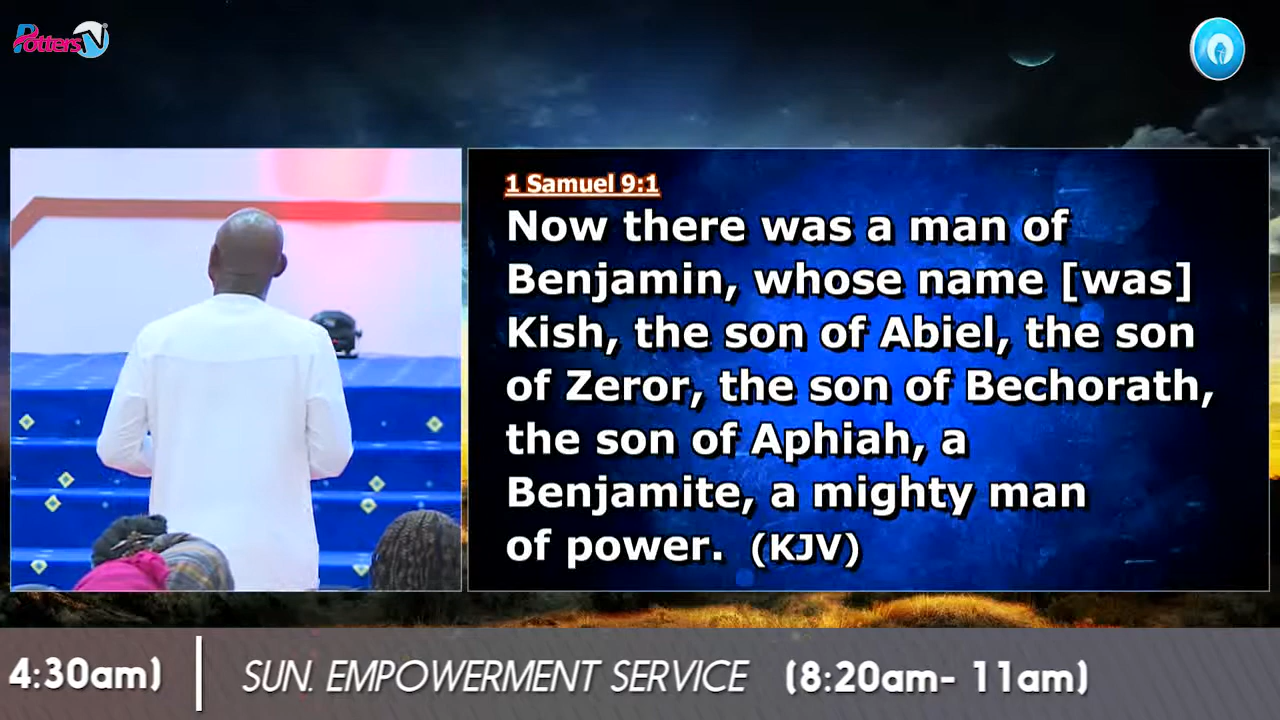 PottersTV
1 Samuel 9:1
Now there was a man of
Benjamin, whose name [was]
Kish, the son of Abiel, the son
of Zeror, the son of Bechorath,
the son of Aphiah, a
Benjamite, a mighty man
of power. (KJV)
4:30am) | SUN. EMPOWERMENT SERVICE (8:20am- 11am)